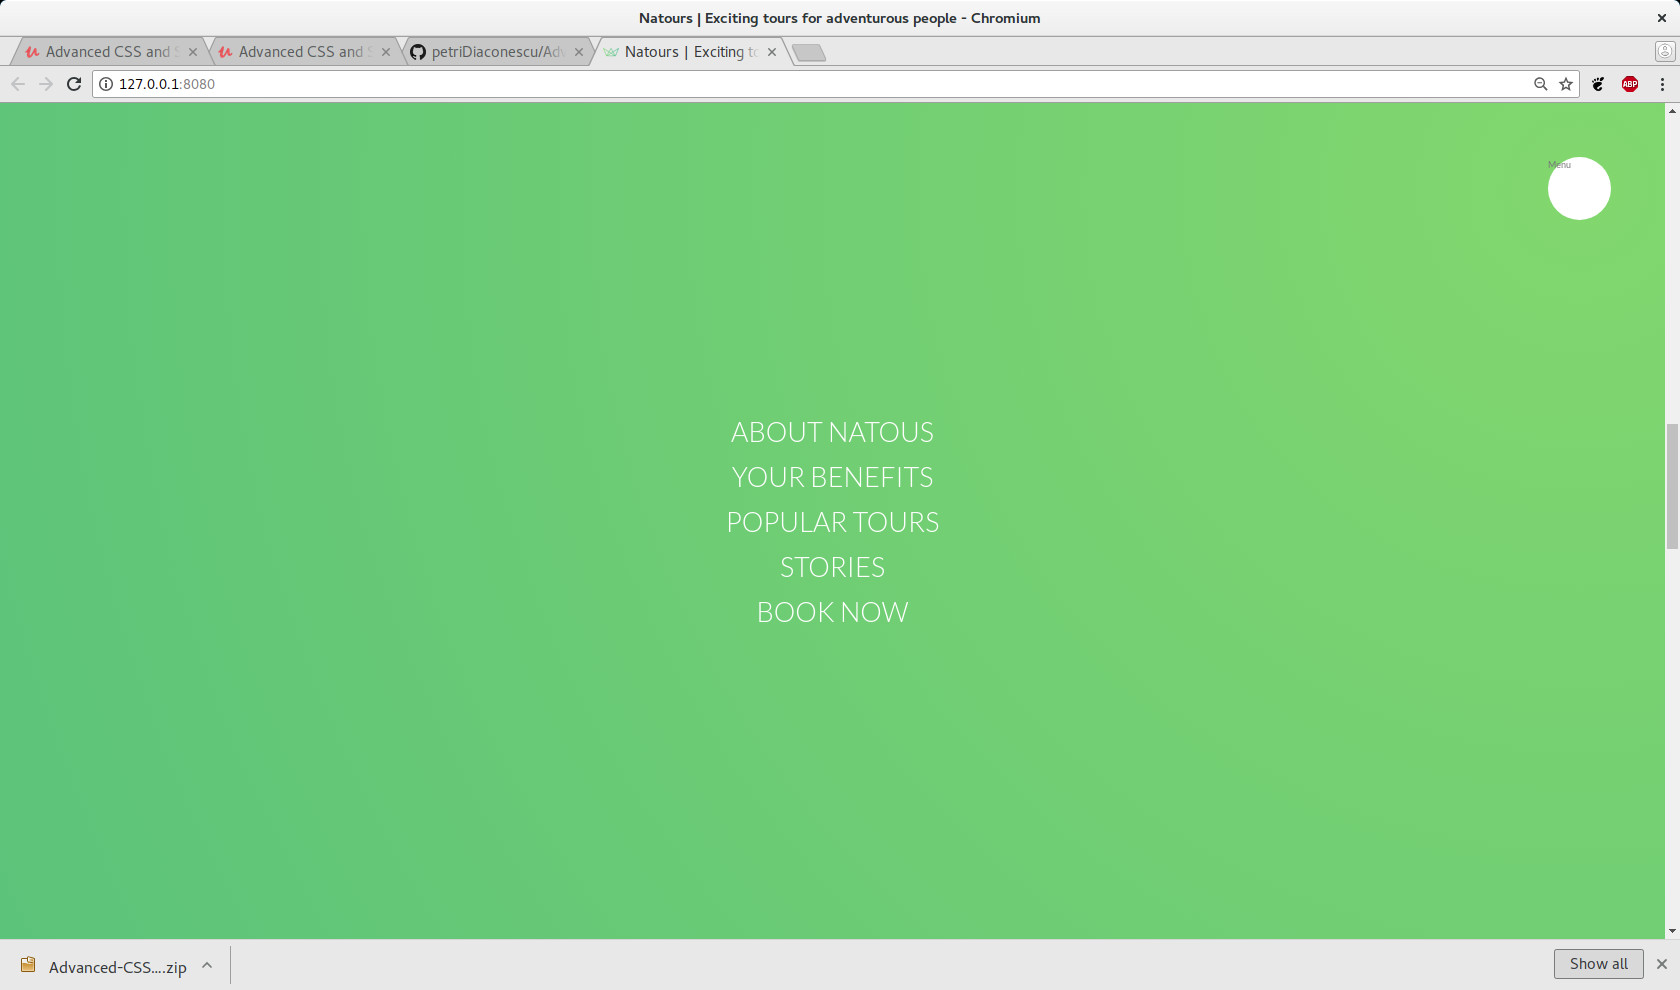 Natours | Exciting tours for adventurous people - Chromium
Advanced CSS and S
Advanced CSS and S
petriDiaconescu/Adv
Natours | Exciting to
127.0.0.1:8080
ABP
Menu
ABOUT NATOUS
YOUR BENEFITS
POPULAR TOURS
STORIES
BOOK NOW
Advanced-CSS....zip
Show all